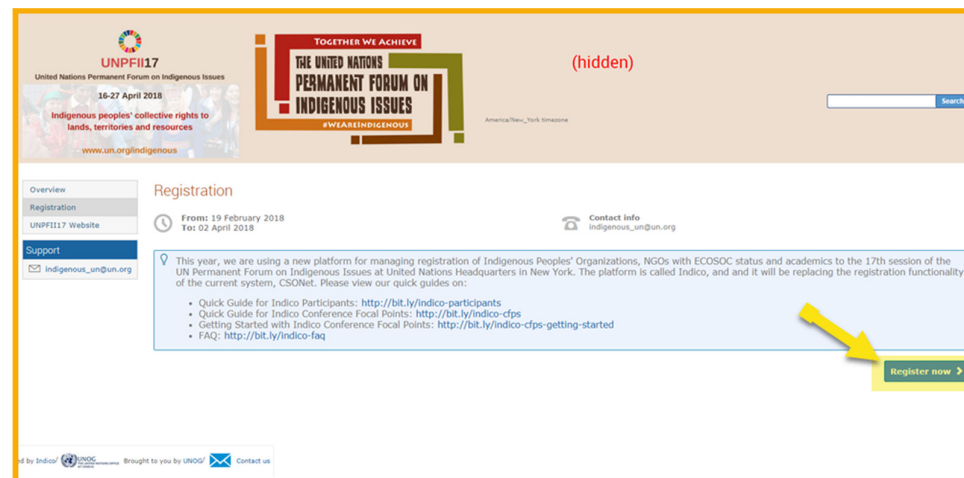 UNPFII17
United Nations Permanent Forum on Indigenous Issues
16-27 April 2018
Indigenous peoples' collective rights to
lands, territories and resources
www.un.org/indigenous
TOGETHER WE ACHIEVE
THE UNITED NATIONS
PERMANENT FORUM ON
INDIGENOUS ISSUES
#WEAREINDIGENOUS
(hidden)
America/New_York timezone
Search
Overview
Registration
UNPFII17 Website
Support
indigenous_un@un.org
Registration
From: 19 February 2018
To: 02 April 2018
Contact info
indigenous_un@un.org
This year, we are using a new platform for managing registration of Indigenous Peoples' Organizations, NGOs with ECOSOC status and academics to the 17th session of the
UN Permanent Forum on Indigenous Issues at United Nations Headquarters in New York. The platform is called Indico, and and it will be replacing the registration functionality
of the current system, CSONet. Please view our quick guides on:
• Quick Guide for Indico Participants: http://bit.ly/indico-participants
• Quick Guide for Indico Conference Focal Points: http://bit.ly/indico-cfps
• Getting Started with Indico Conference Focal Points: http://bit.ly/indico-cfps-getting-started
• FAQ: http://bit.ly/indico-faq
Register now
ed by Indico/ UNOG Brought to you by UNOG/ Contact us